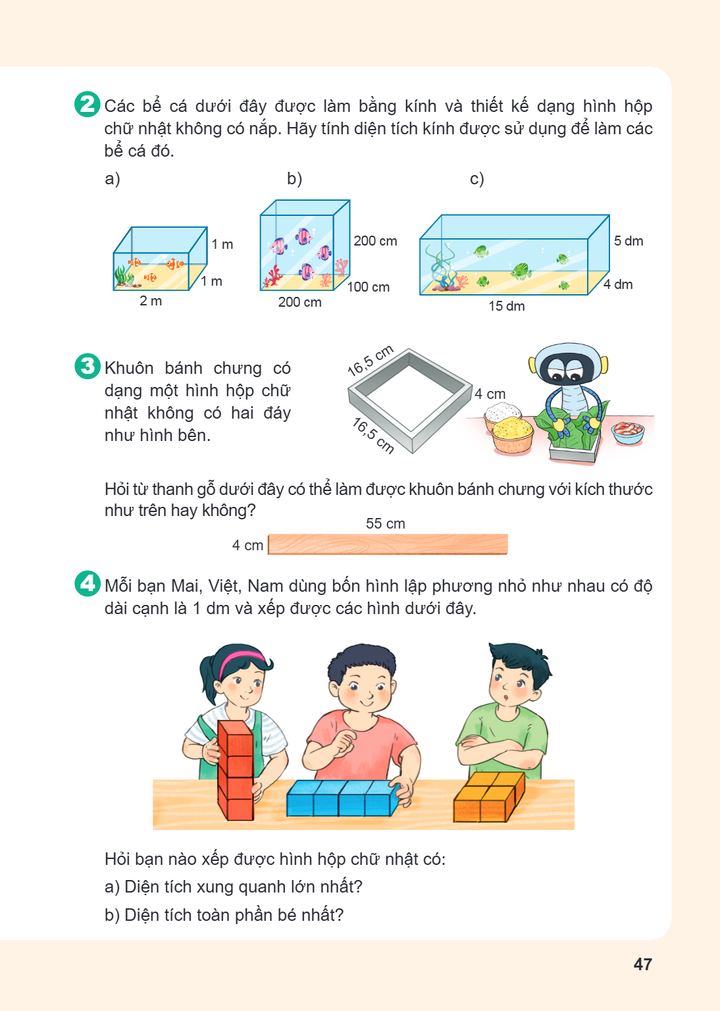 2 Các bể cá dưới đây được làm bằng kính và thiết kế dạng hình hộp
chữ nhật không có nắp. Hãy tính diện tích kính được sử dụng để làm các
bể cá đó.
a) b) c)
1 m
1 m
2 m
200 cm
100 cm
200 cm
5 dm
4 dm
15 dm
3 Khuôn bánh chưng có
dạng một hình hộp chữ
nhật không có hai đáy
như hình bên.
16,5 cm
4 cm
16,5 cm
Hỏi từ thanh gỗ dưới đây có thể làm được khuôn bánh chưng với kích thước
như trên hay không?
55 cm
4 cm
4 Mỗi bạn Mai, Việt, Nam dùng bốn hình lập phương nhỏ như nhau có độ
dài cạnh là 1 dm và xếp được các hình dưới đây.
Hỏi bạn nào xếp được hình hộp chữ nhật có:
a) Diện tích xung quanh lớn nhất?
b) Diện tích toàn phần bé nhất?
47